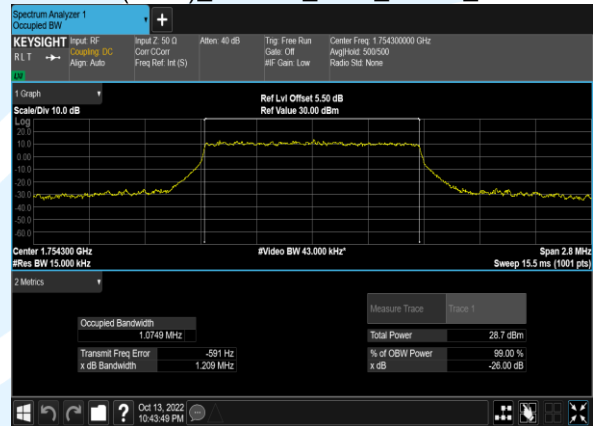 Spectrum Analyzer 1
Occupied BW
KEYSIGHT Input: RF Input Z: 50 Ω Atten: 40 dB Trig: Free Run Center Freq: 1.754300000 GHz
RLT Coupling: DC Corr CCorr Gate: Off Avg|Hold: 500/500
Align: Auto Freq Ref: Int (S) #IF Gain: Low Radio Std: None
LW
1 Graph
Ref Lvl Offset 5.50 dB
Scale/Div 10.0 dB Ref Value 30.00 dBm
Log
20.0
10.0
0.00
-10.0
-20.0
-30.0
-40.0
-50.0
-60.0
Center 1.754300 GHz #Video BW 43.000 kHz* Span 2.8 MHz
#Res BW 15.000 kHz Sweep 15.5 ms (1001 pts)
2 Metrics
Measure Trace Trace 1
Occupied Bandwidth
1.0749 MHz Total Power 28.7 dBm
Transmit Freq Error -591 Hz % of OBW Power 99.00 %
x dB Bandwidth 1.209 MHz x dB -26.00 dB
Oct 13, 2022
10:43:49 PM